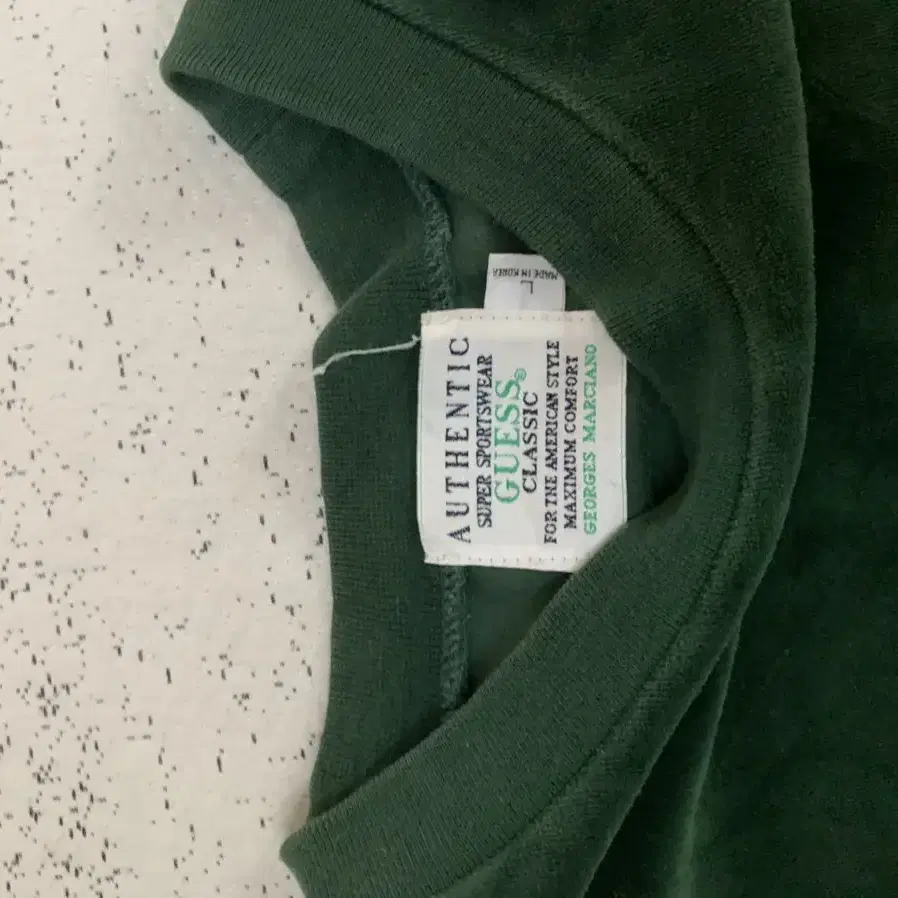 AUTHENTIC
SUPER SPORTSWEAR
GUESS®
CLASSIC
FOR THE AMERICAN STYLE
MAXIMUM COMFORT
GEORGES MARCIANO
L
MADE IN KOREA